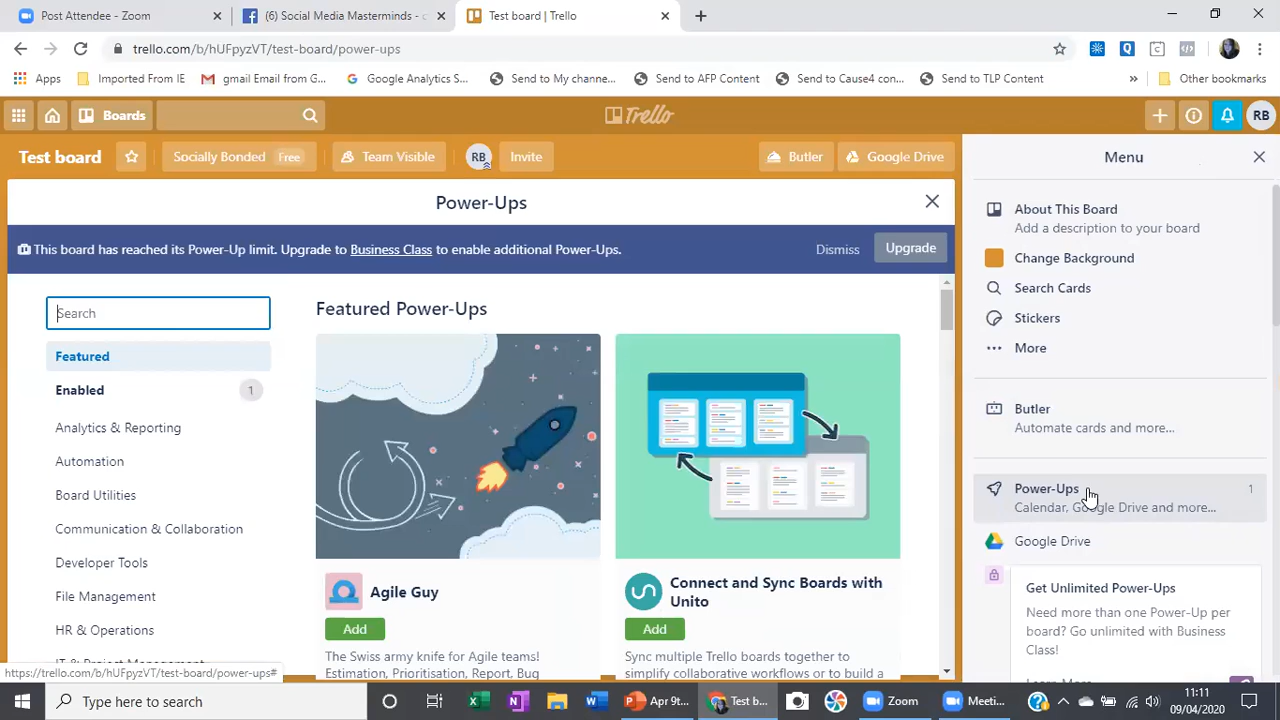 Post Attendee - Zoom
(6) Social Media Masterminds - c
Test board | Trello
trello.com/b/hUFpyzVT/test-board/power-ups
Apps
Imported From IE
gmail Email from G...
Google Analytics S...
Send to My channe...
Send to AFP Content
Send to Cause4 con...
Send to TLP Content
Other bookmarks
Boards
Trello
RB
Test board
Socially Bonded Free
Team Visible
RB
Invite
Butler
Google Drive
Power-Ups
This board has reached its Power-Up limit. Upgrade to Business Class to enable additional Power-Ups.
Dismiss
Upgrade
Search
Featured
Enabled 1
Analytics & Reporting
Automation
Board Utilities
Communication & Collaboration
Developer Tools
File Management
HR & Operations
IT & Project Management
Featured Power-Ups
Agile Guy
Add
The Swiss army knife for Agile teams!
Estimation, Prioritisation, Report, Bug
Connect and Sync Boards with
Unito
Add
Sync multiple Trello boards together to
simplify collaborative workflows or to build a
Menu
About This Board
Add a description to your board
Change Background
Search Cards
Stickers
More
Butler
Automate cards and more...
Power-Ups 1
Calendar, Google Drive and more...
Google Drive
Get Unlimited Power-Ups
Need more than one Power-Up per
board? Go unlimited with Business
Class!
https://trello.com/b/hUFpyzVT/test-board/power-ups#
Type here to search
Apr 9t...
Test b...
Zoom
Meeti...
11:11
09/04/2020